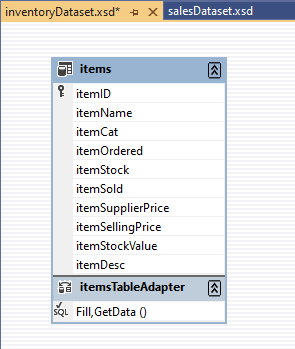 inventoryDataset.xsd*
salesDataset.xsd
items
itemID
itemName
itemCat
itemOrdered
itemStock
itemSold
itemSupplierPrice
itemSellingPrice
itemStockValue
itemDesc
itemsTableAdapter
SQL Fill,GetData ()